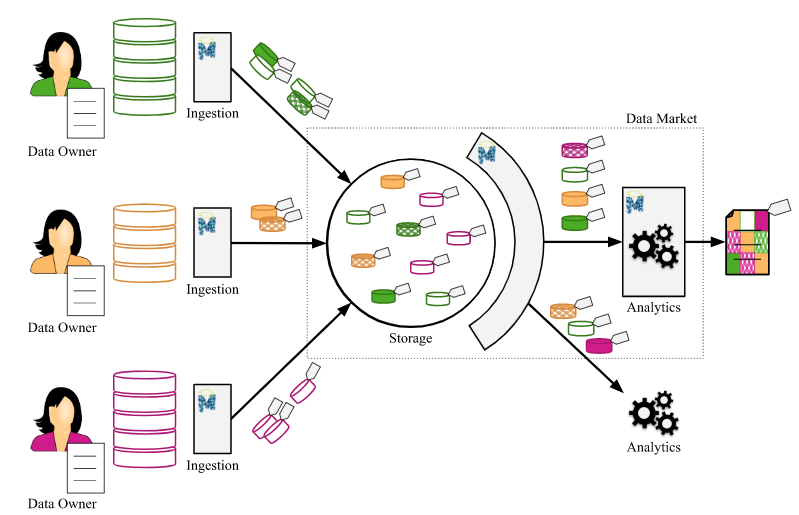 Data Owner
Ingestion
Data Market
Data Owner
Ingestion
Storage
Analytics
Analytics
Data Owner
Ingestion